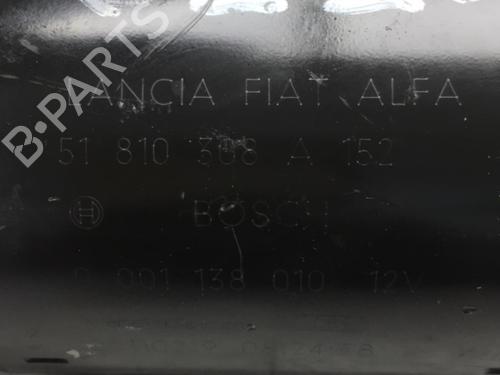 B-PARTS
LANCIA FIAT ALFA
51 810 308 A 152
BOSCH
0 001 138 010 12V